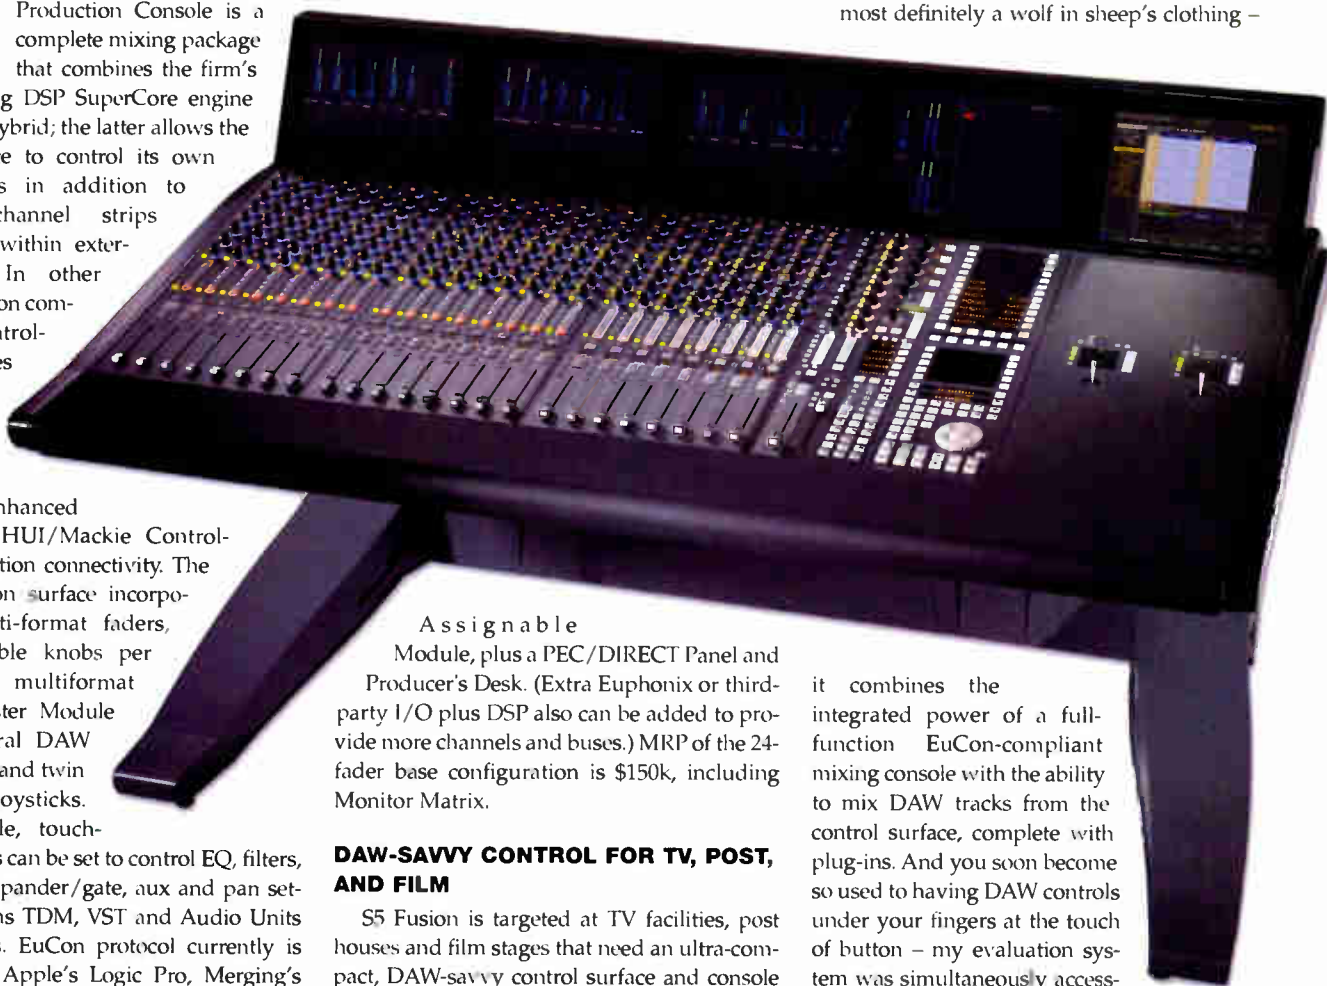 Production Console is a
complete mixing package
that combines the firm's
g DSP SuperCore engine
ybrid; the latter allows the
e to control its own
s in addition to
hannel strips
within exter-
In other
on com-
ntrol-
es
nhanced
HUI/Mackie Control-
tion connectivity. The
on surface incorpo-
ti-format faders,
ble knobs per
multiformat
ter Module
ral DAW
and twin
oysticks.
le, touch-
s can be set to control EQ, filters,
pander/gate, aux and pan set-
ns TDM, VST and Audio Units
s. EuCon protocol currently is
Apple's Logic Pro, Merging's
Assignable
Module, plus a PEC/DIRECT Panel and
Producer's Desk. (Extra Euphonix or third-
party I/O plus DSP also can be added to pro-
vide more channels and buses.) MRP of the 24-
fader base configuration is $150k, including
Monitor Matrix.
DAW-SAVVY CONTROL FOR TV, POST,
AND FILM
S5 Fusion is targeted at TV facilities, post
houses and film stages that need an ultra-com-
pact, DAW-savvy control surface and console
most definitely a wolf in sheep's clothing –
it combines the
integrated power of a full-
function EuCon-compliant
mixing console with the ability
to mix DAW tracks from the
control surface, complete with
plug-ins. And you soon become
so used to having DAW controls
under your fingers at the touch
of button – my evaluation sys-
tem was simultaneously access-